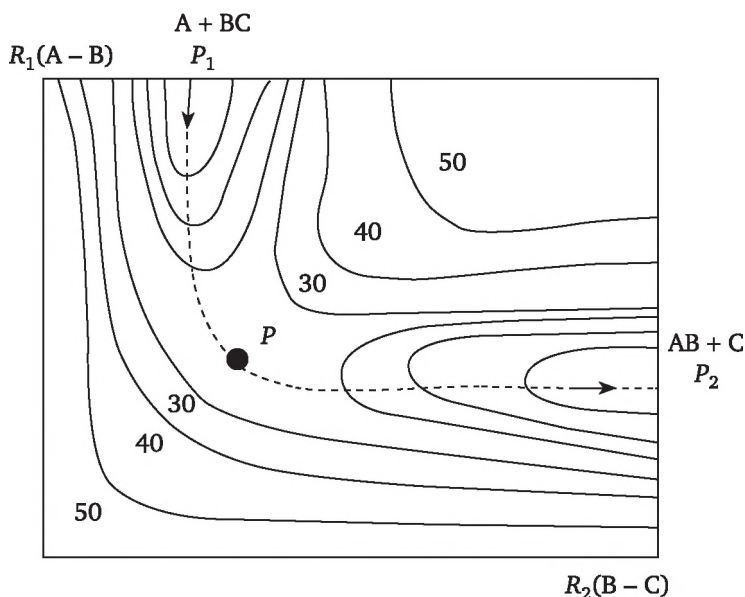 A + BC
R₁(A – B)
P₁
50
40
30
P
AB + C
P₂
30
40
50
R₂(B – C)